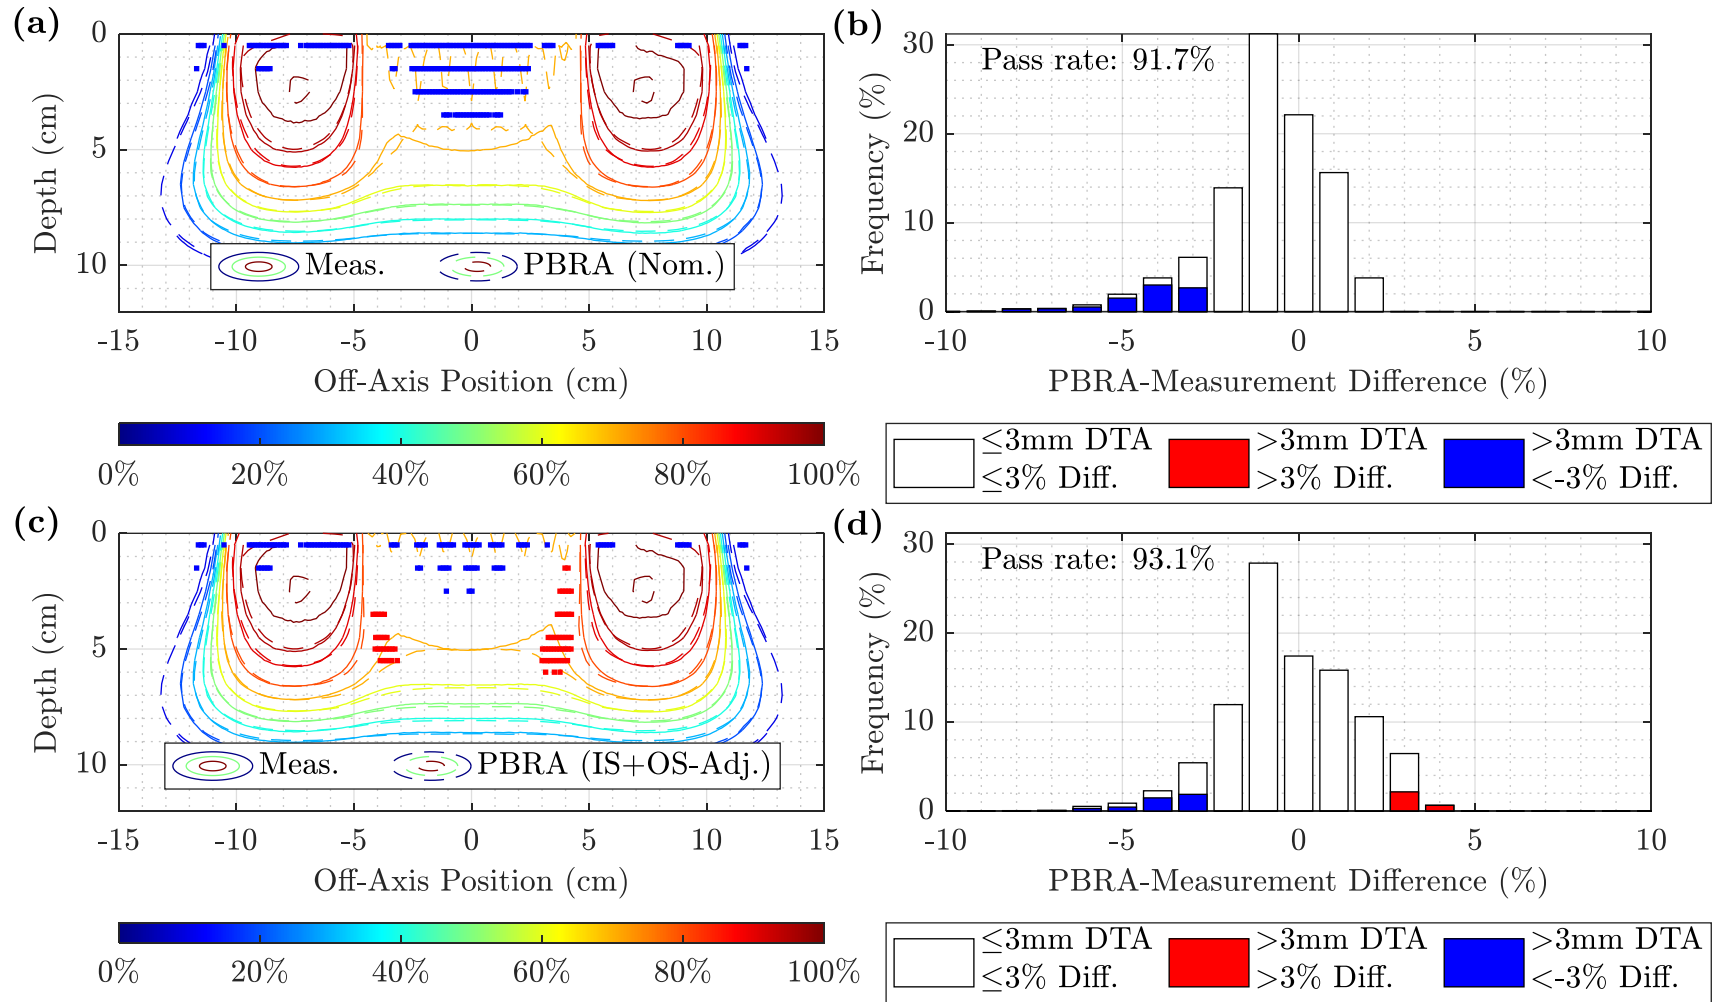 (a)
0
5
10
Depth (cm)
Meas.
PBRA (Nom.)
-15 -10 -5 0 5 10 15
Off-Axis Position (cm)
0% 20% 40% 60% 80% 100%
(b)
Pass rate: 91.7%
30
20
10
0
Frequency (%)
-10 -5 0 5 10
PBRA-Measurement Difference (%)
≤3mm DTA >3mm DTA >3mm DTA
≤3% Diff. >3% Diff. <-3% Diff.
(c)
0
5
10
Depth (cm)
Meas.
PBRA (IS+OS-Adj.)
-15 -10 -5 0 5 10 15
Off-Axis Position (cm)
0% 20% 40% 60% 80% 100%
(d)
Pass rate: 93.1%
30
20
10
0
Frequency (%)
-10 -5 0 5 10
PBRA-Measurement Difference (%)
≤3mm DTA >3mm DTA >3mm DTA
≤3% Diff. >3% Diff. <-3% Diff.